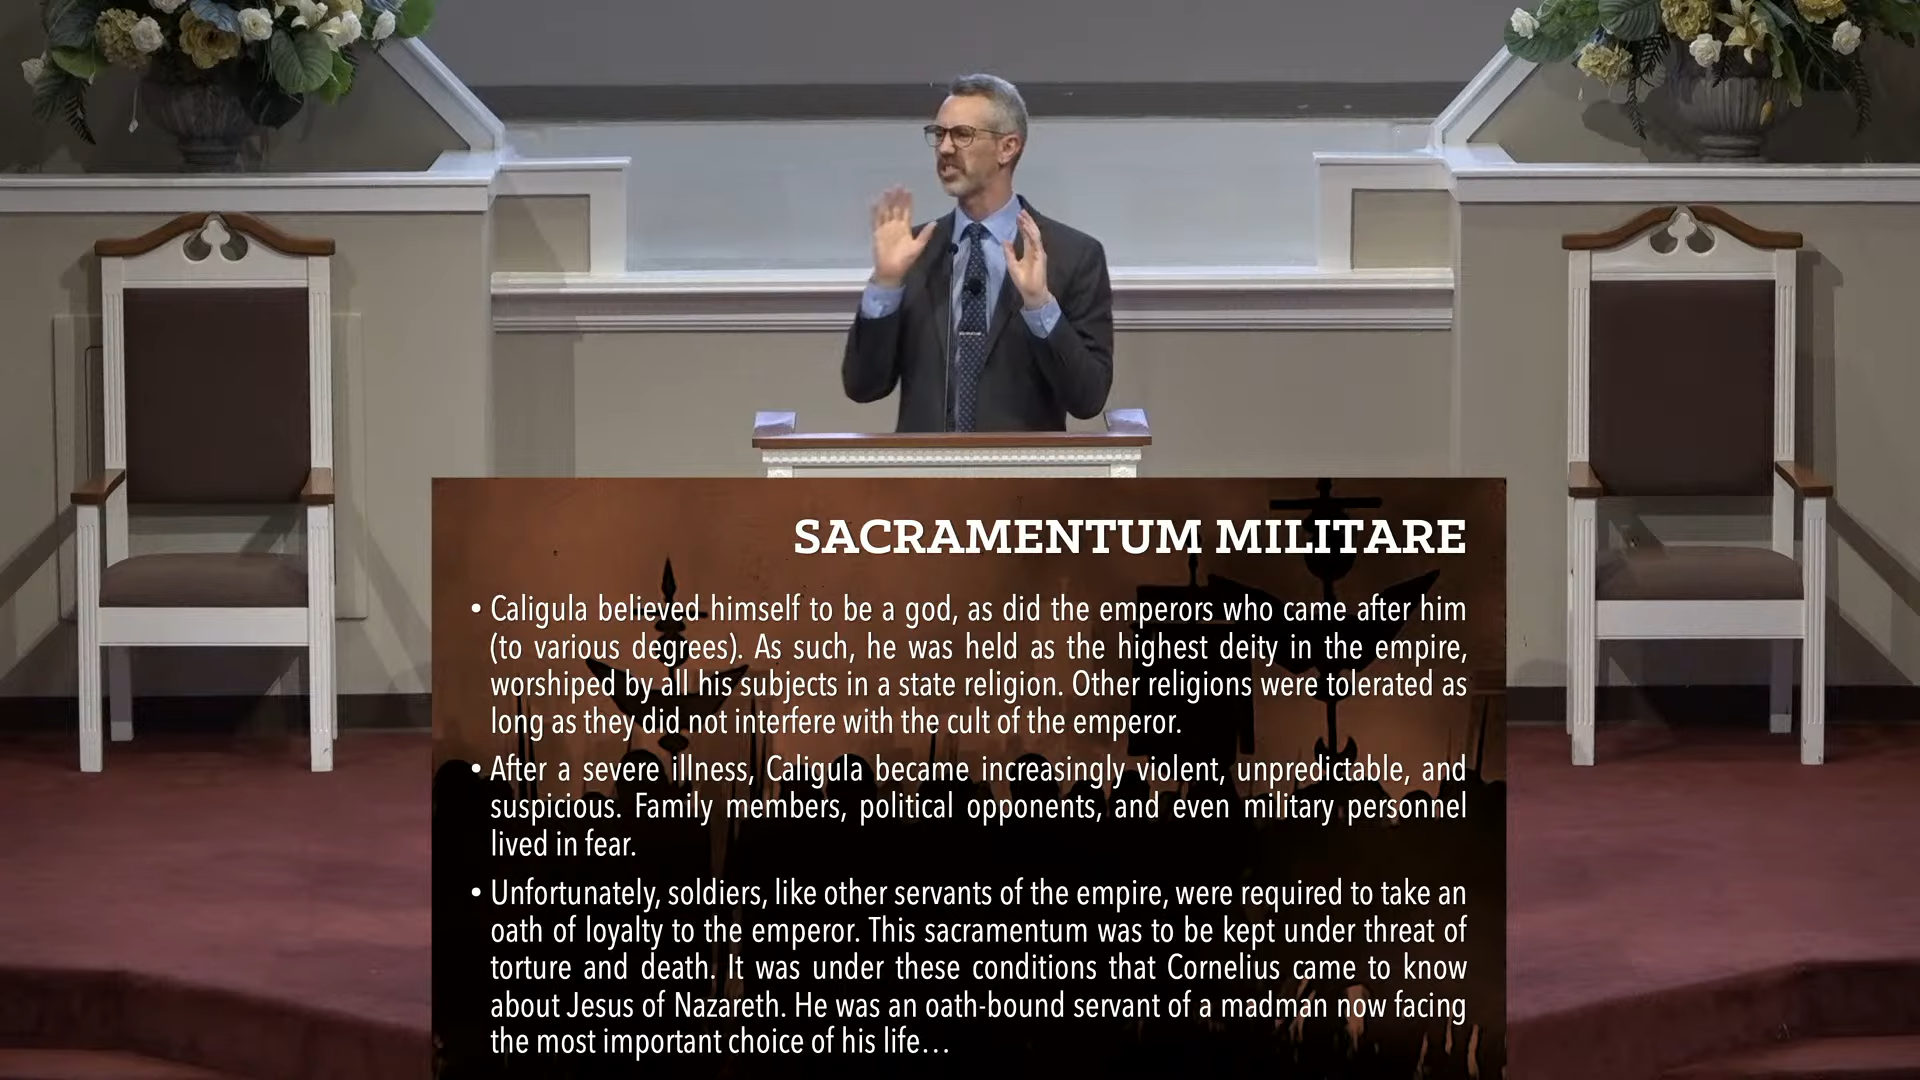 SACRAMENTUM MILITARE
• Caligula believed himself to be a god, as did the emperors who came after him
(to various degrees). As such, he was held as the highest deity in the empire,
worshiped by all his subjects in a state religion. Other religions were tolerated as
long as they did not interfere with the cult of the emperor.
• After a severe illness, Caligula became increasingly violent, unpredictable, and
suspicious. Family members, political opponents, and even military personnel
lived in fear.
• Unfortunately, soldiers, like other servants of the empire, were required to take an
oath of loyalty to the emperor. This sacramentum was to be kept under threat of
torture and death. It was under these conditions that Cornelius came to know
about Jesus of Nazareth. He was an oath-bound servant of a madman now facing
the most important choice of his life…